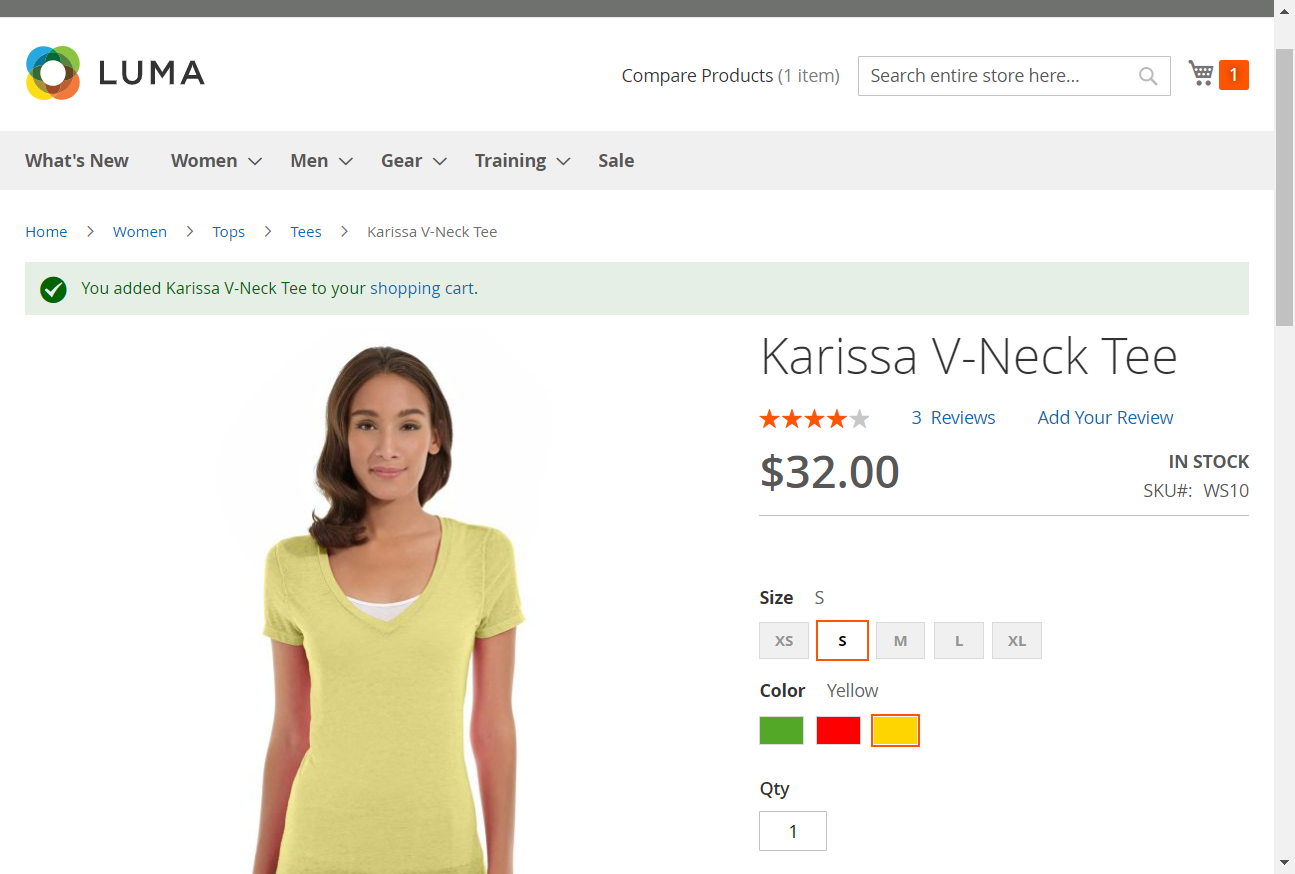 LUMA
Compare Products (1 item)
Search entire store here...
1
What's New Women Men Gear Training Sale
Home Women Tops Tees Karissa V-Neck Tee
You added Karissa V-Neck Tee to your shopping cart.
Karissa V-Neck Tee
3 Reviews Add Your Review
$32.00
IN STOCK
SKU#: WS10
Size S
XS S M L XL
Color Yellow
Qty
1